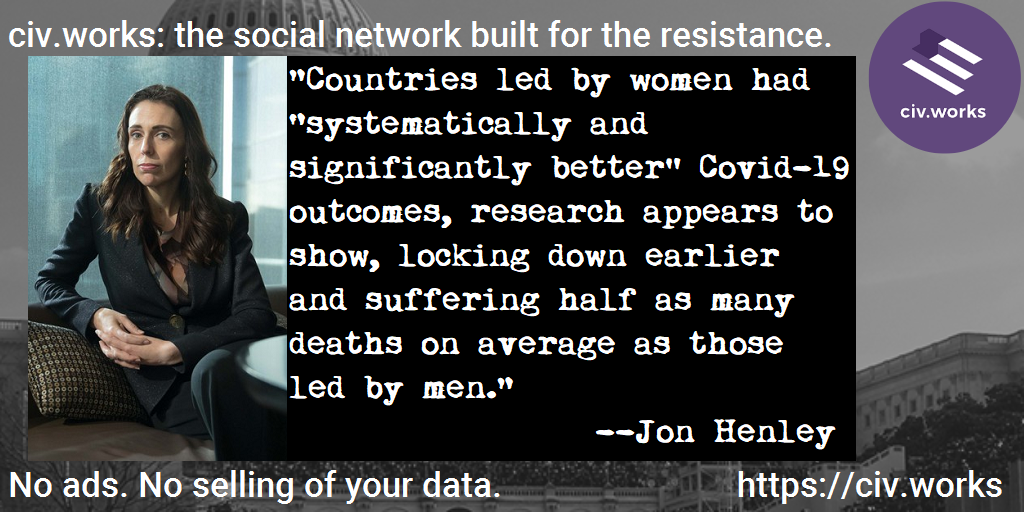 civ.works: the social network built for the resistance.
civ.works
"Countries led by women had
"systematically and
significantly better" Covid-19
outcomes, research appears to
show, locking down earlier
and suffering half as many
deaths on average as those
led by men."
--Jon Henley
No ads. No selling of your data.
https://civ.works